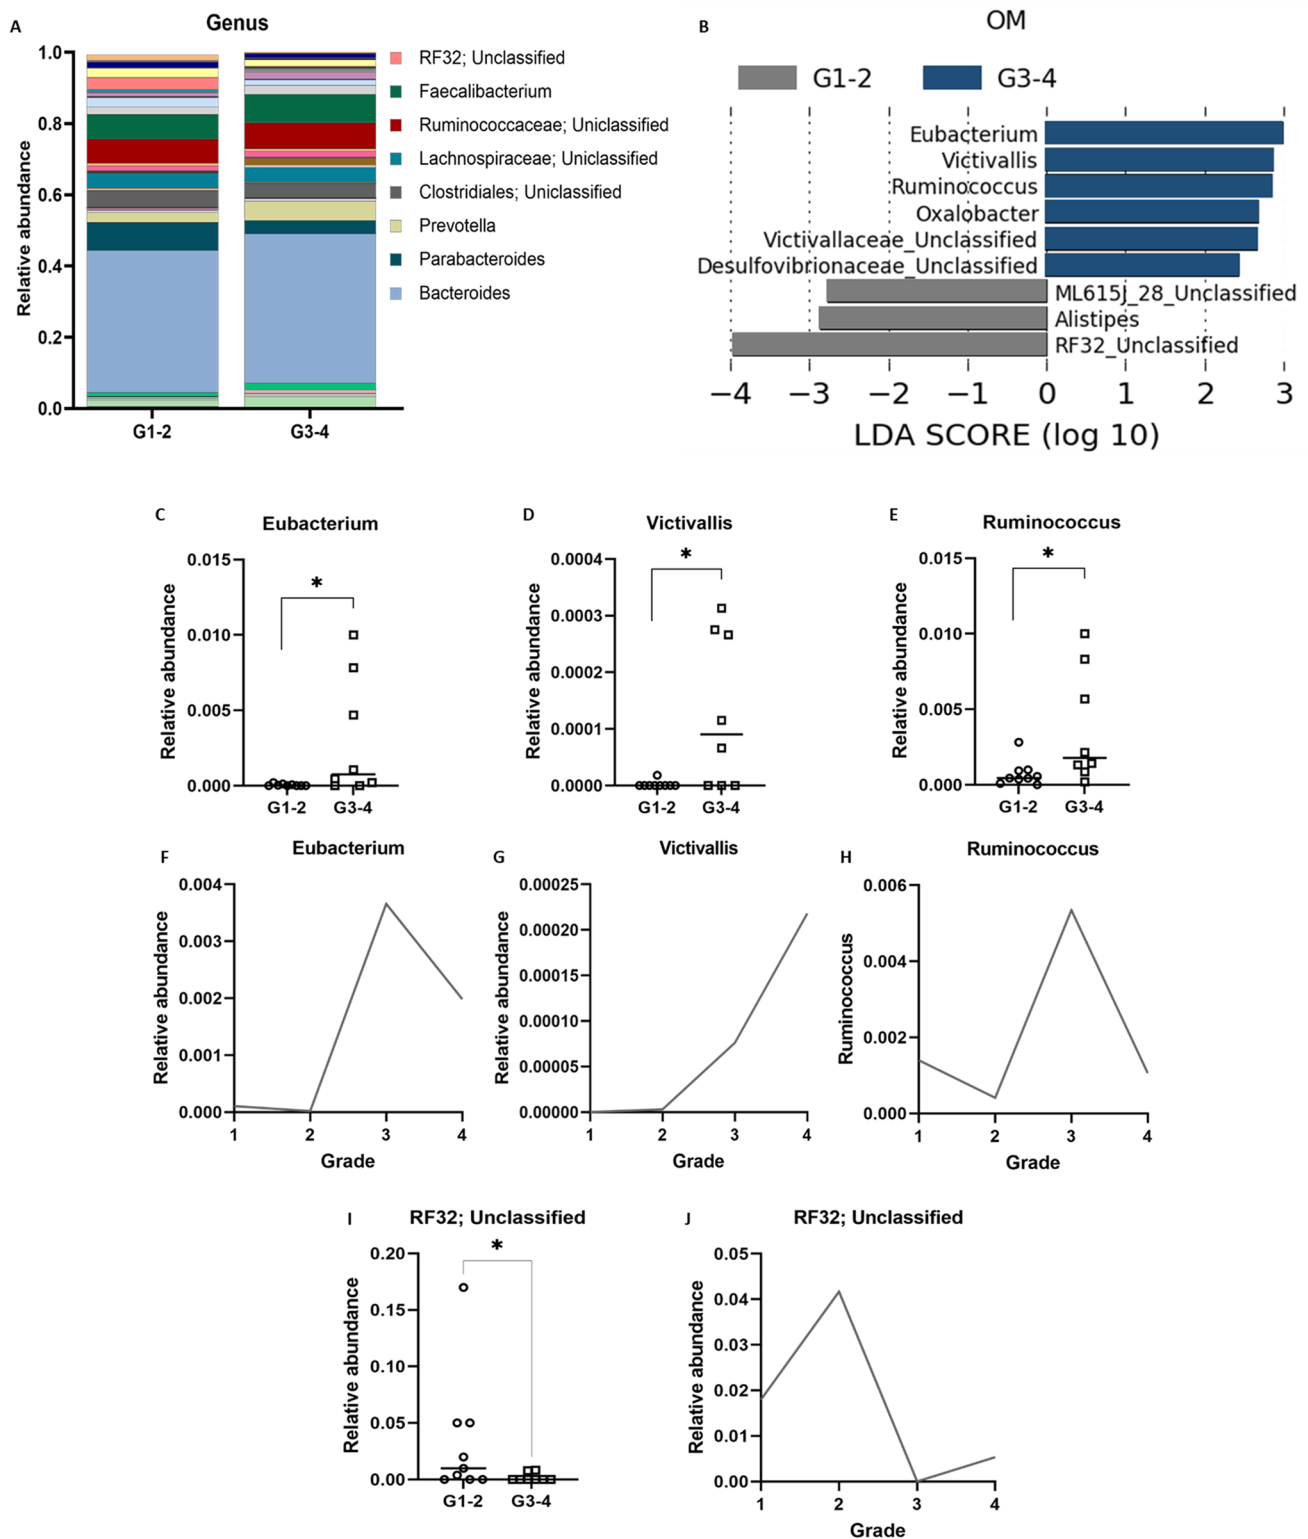 A
Genus
1.0
0.8
0.6
0.4
0.2
0.0
Relative abundance
G1-2
G3-4
RF32; Unclassified
Faecalibacterium
Ruminococcaceae; Uniclassified
Lachnospiraceae; Uniclassified
Clostridiales; Uniclassified
Prevotella
Parabacteroides
Bacteroides
B
OM
G1-2
G3-4
Eubacterium
Victivallis
Ruminococcus
Oxalobacter
Victivallaceae_Unclassified
Desulfovibrionaceae_Unclassified
ML615J_28_Unclassified
Alistipes
RF32_Unclassified
−4 −3 −2 −1 0 1 2 3
LDA SCORE (log 10)
C
Eubacterium
0.015
0.010
0.005
0.000
Relative abundance
*
G1-2
G3-4
D
Victivallis
0.0004
0.0003
0.0002
0.0001
0.0000
Relative abundance
*
G1-2
G3-4
E
Ruminococcus
0.015
0.010
0.005
0.000
Relative abundance
*
G1-2
G3-4
F
Eubacterium
0.004
0.003
0.002
0.001
0.000
Relative abundance
1 2 3 4
Grade
G
Victivallis
0.00025
0.00020
0.00015
0.00010
0.00005
0.00000
Relative abundance
1 2 3 4
Grade
H
Ruminococcus
0.006
0.004
0.002
0.000
Ruminococcus
1 2 3 4
Grade
I
RF32; Unclassified
0.20
0.15
0.10
0.05
0.00
Relative abundance
*
G1-2
G3-4
J
RF32; Unclassified
0.05
0.04
0.03
0.02
0.01
0.00
Relative abundance
1 2 3 4
Grade